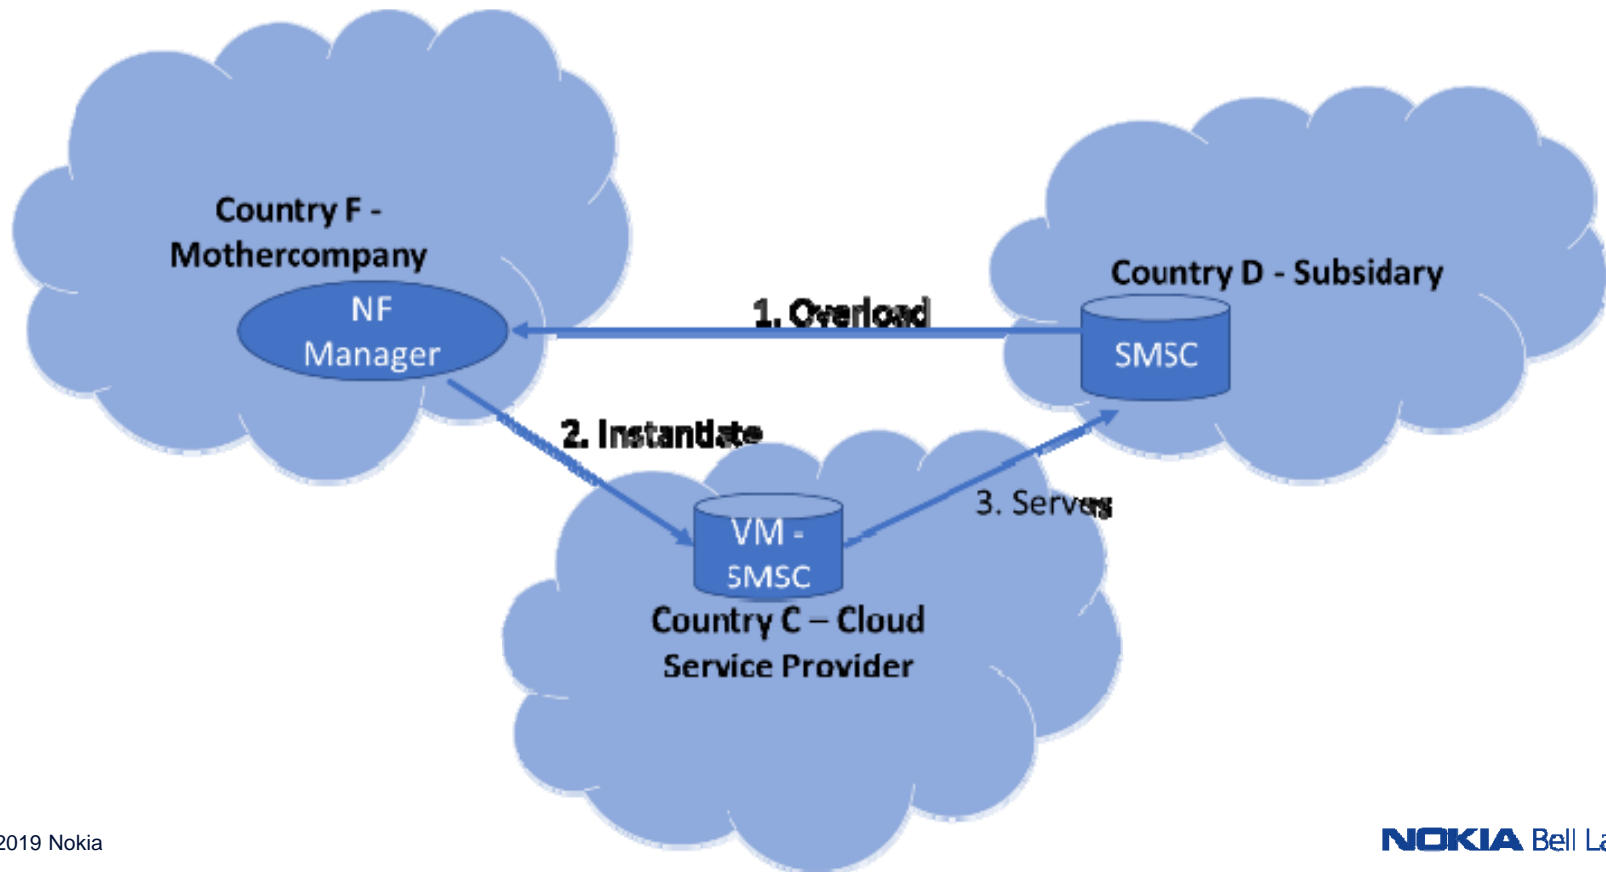 Country F -
Mothercompany
NF
Manager
1. Overload
Country D - Subsidary
SMSC
2. Instantiate
3. Serves
VM -
SMSC
Country C – Cloud
Service Provider
2019 Nokia
NOKIA Bell La